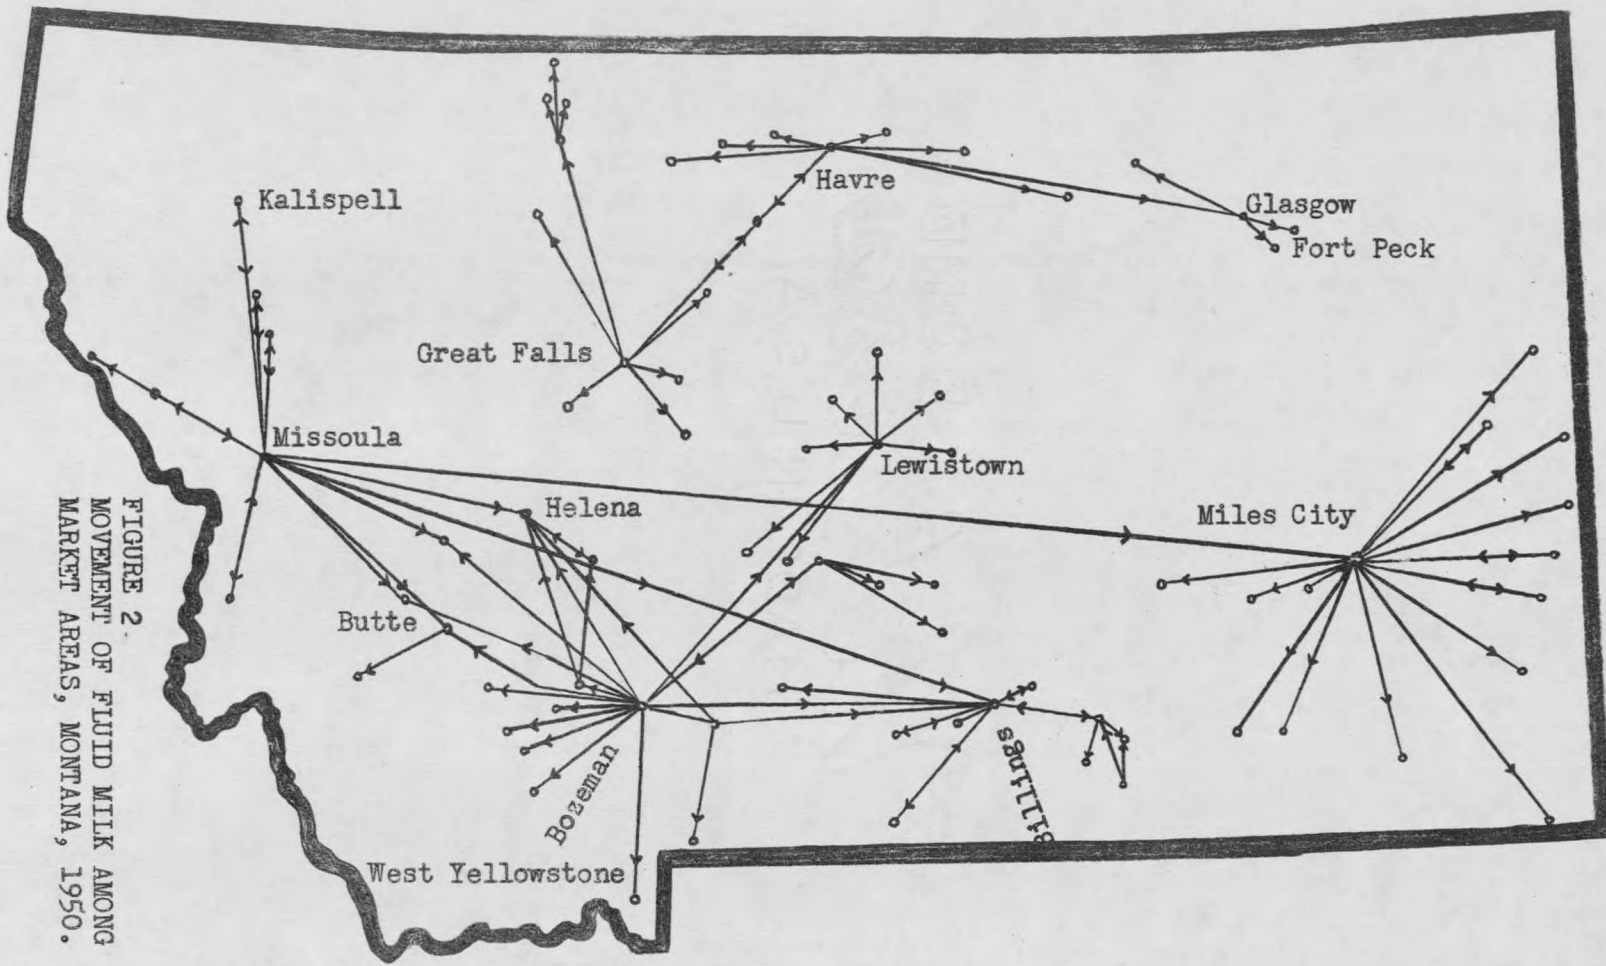 Kalispell
Havre
Glasgow
Fort Peck
Great Falls
Missoula
Lewistown
Helena
Miles City
Butte
Billings
Bozeman
West Yellowstone
FIGURE 2.
MOVEMENT OF FLUID MILK AMONG
MARKET AREAS, MONTANA, 1950.